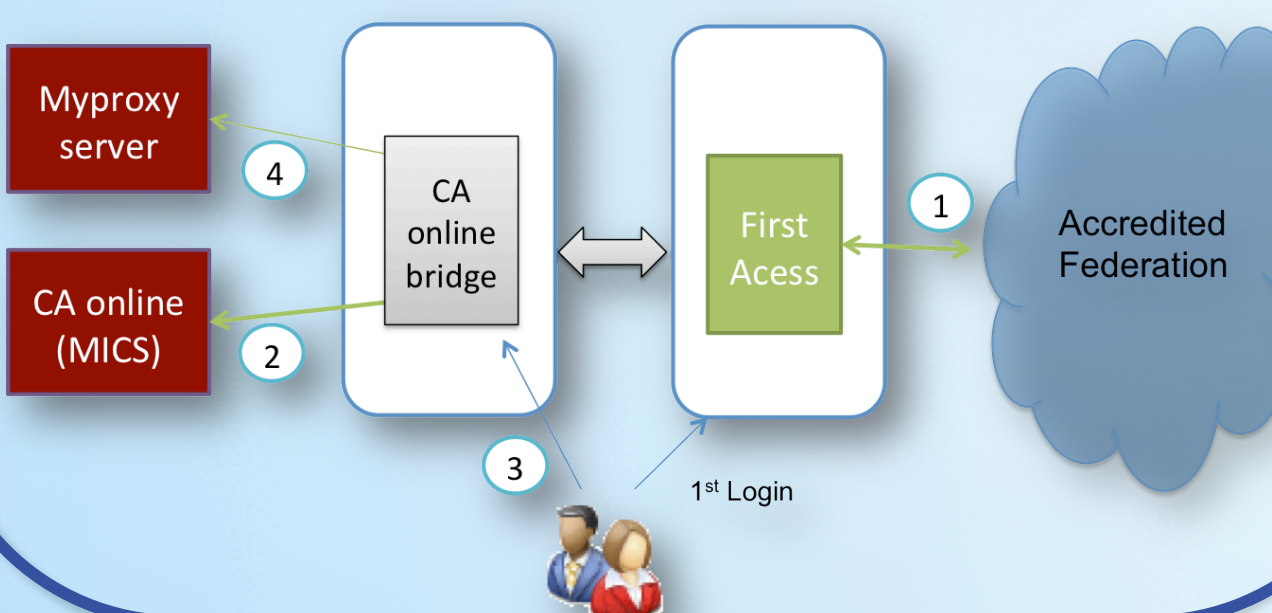 Myproxy
server
4
CA
online
bridge
First
Acess
1
Accredited
Federation
CA online
(MICS)
2
3
1st Login